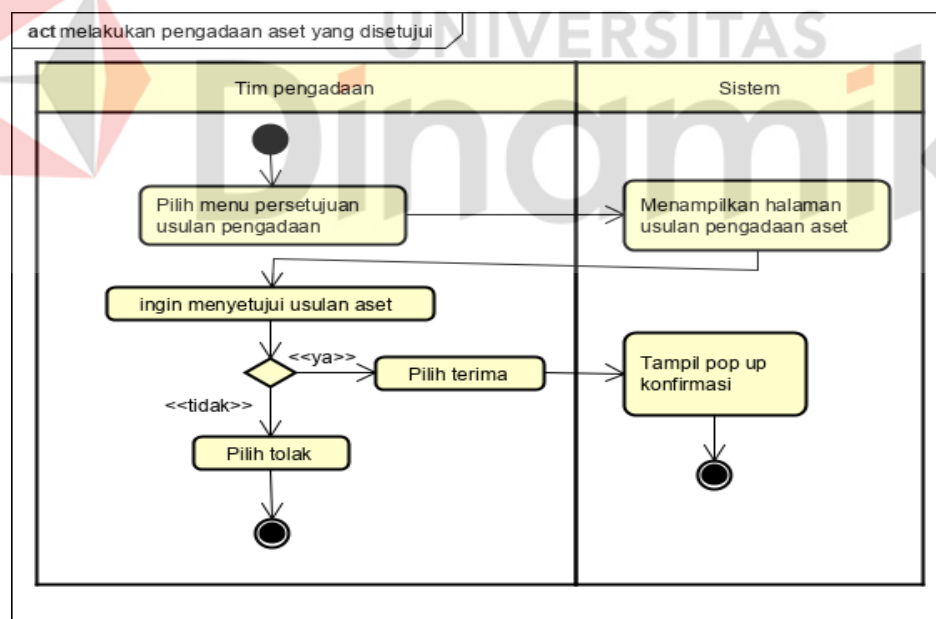 UNIVERSITAS
Dinamik
act melakukan pengadaan aset yang disetujui
Tim pengadaan
Sistem
Pilih menu persetujuan
usulan pengadaan
Menampilkan halaman
usulan pengadaan aset
ingin menyetujui usulan aset
<<ya>>
Pilih terima
Tampil pop up
konfirmasi
<<tidak>>
Pilih tolak